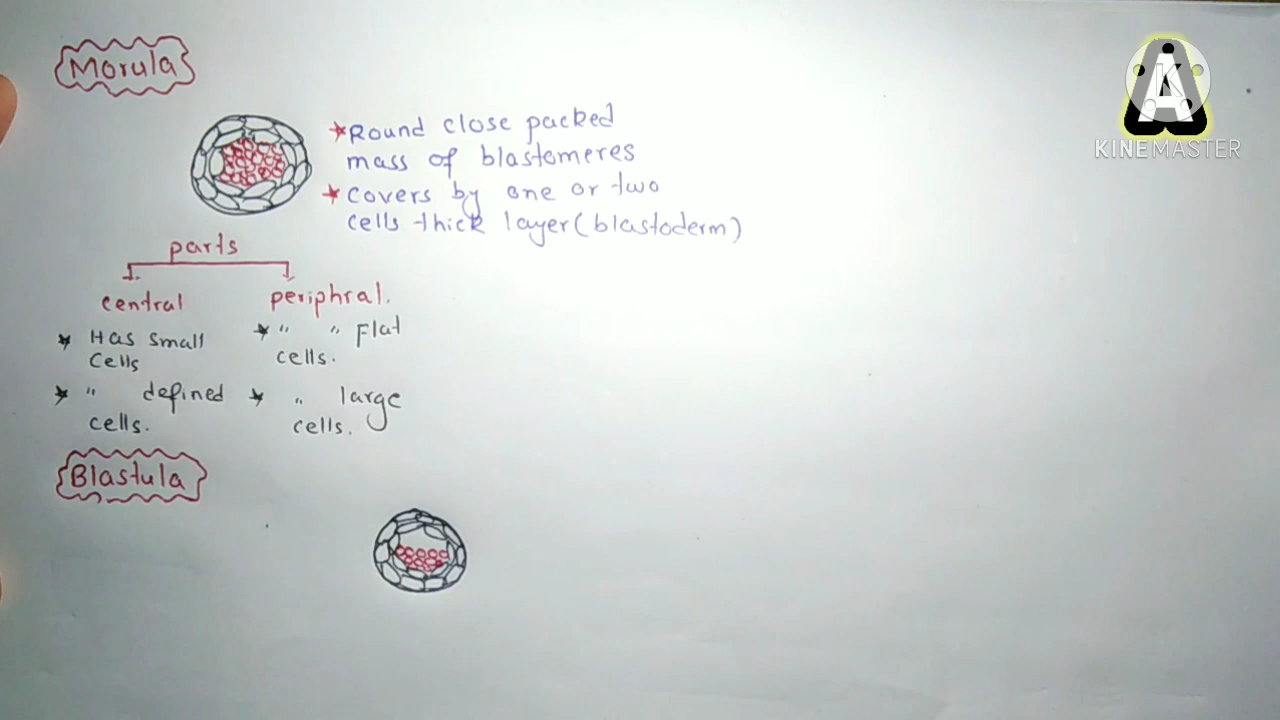 Morula
★Round close packed
mass of blastomeres
★ covers by one or two
cells thick layer(blastoderm)
parts
central
periphral.
★ Has small
cells
★ " defined
cells.
★ " " Flat
cells.
★ " large
cells.
Blastula
AK
KINEMASTER